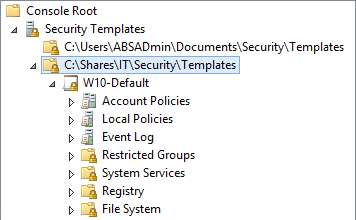 Console Root
Security Templates
C:\Users\ABSADmin\Documents\Security\Templates
C:\Shares\IT\Security\Templates
W10-Default
Account Policies
Local Policies
Event Log
Restricted Groups
System Services
Registry
File System